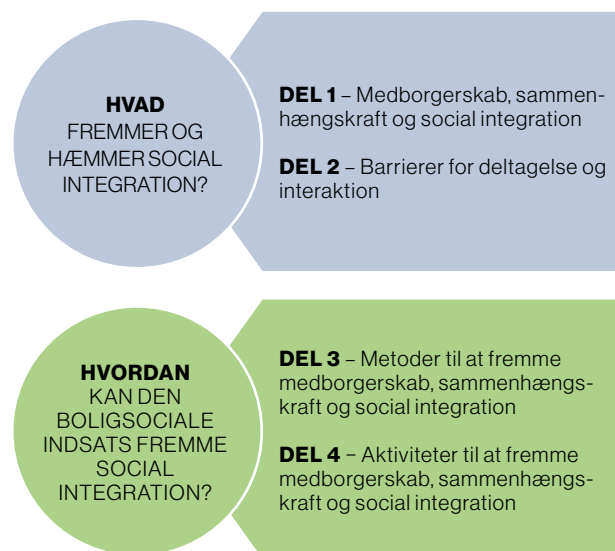 HVAD
FREMMER OG
HÆMMER SOCIAL
INTEGRATION?
DEL 1 – Medborgerskab, sammen-
hængskraft og social integration
DEL 2 – Barrierer for deltagelse og
interaktion
HVORDAN
KAN DEN
BOLIGSOCIALE
INDSATS FREMME
SOCIAL
INTEGRATION?
DEL 3 – Metoder til at fremme
medborgerskab, sammenhængs-
kraft og social integration
DEL 4 – Aktiviteter til at fremme
medborgerskab, sammenhængs-
kraft og social integration